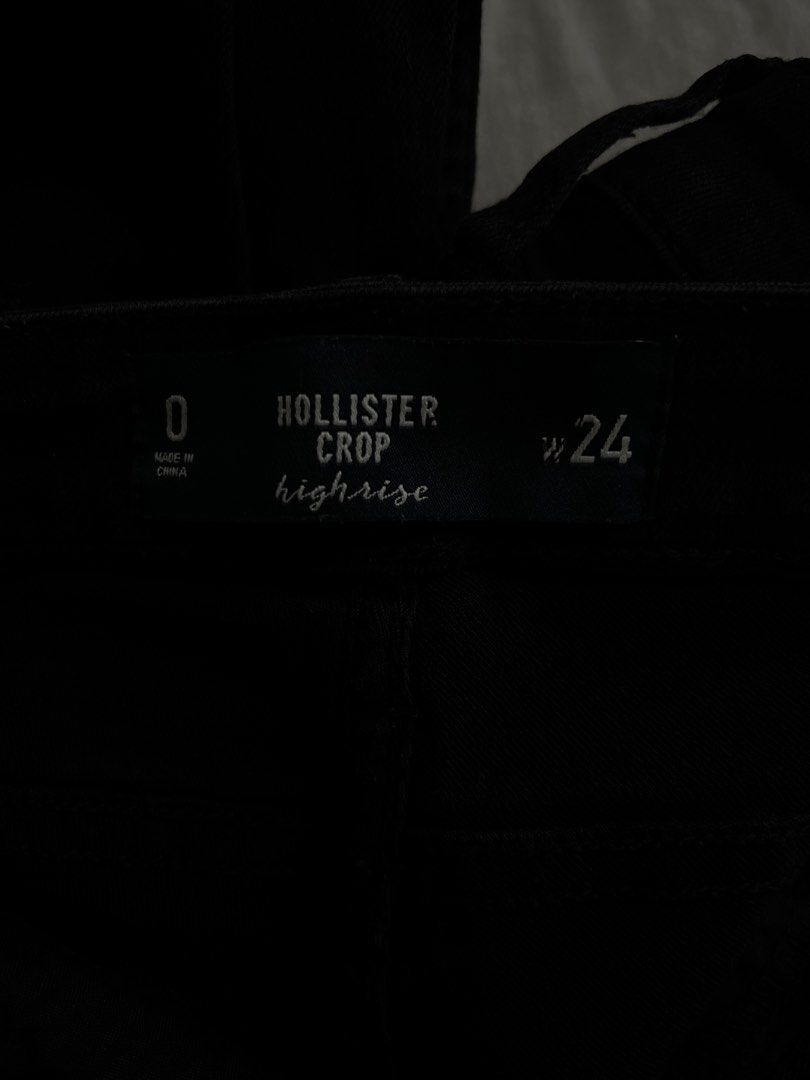 0
MADE IN
CHINA
HOLLISTER
CROP
highrise
W24